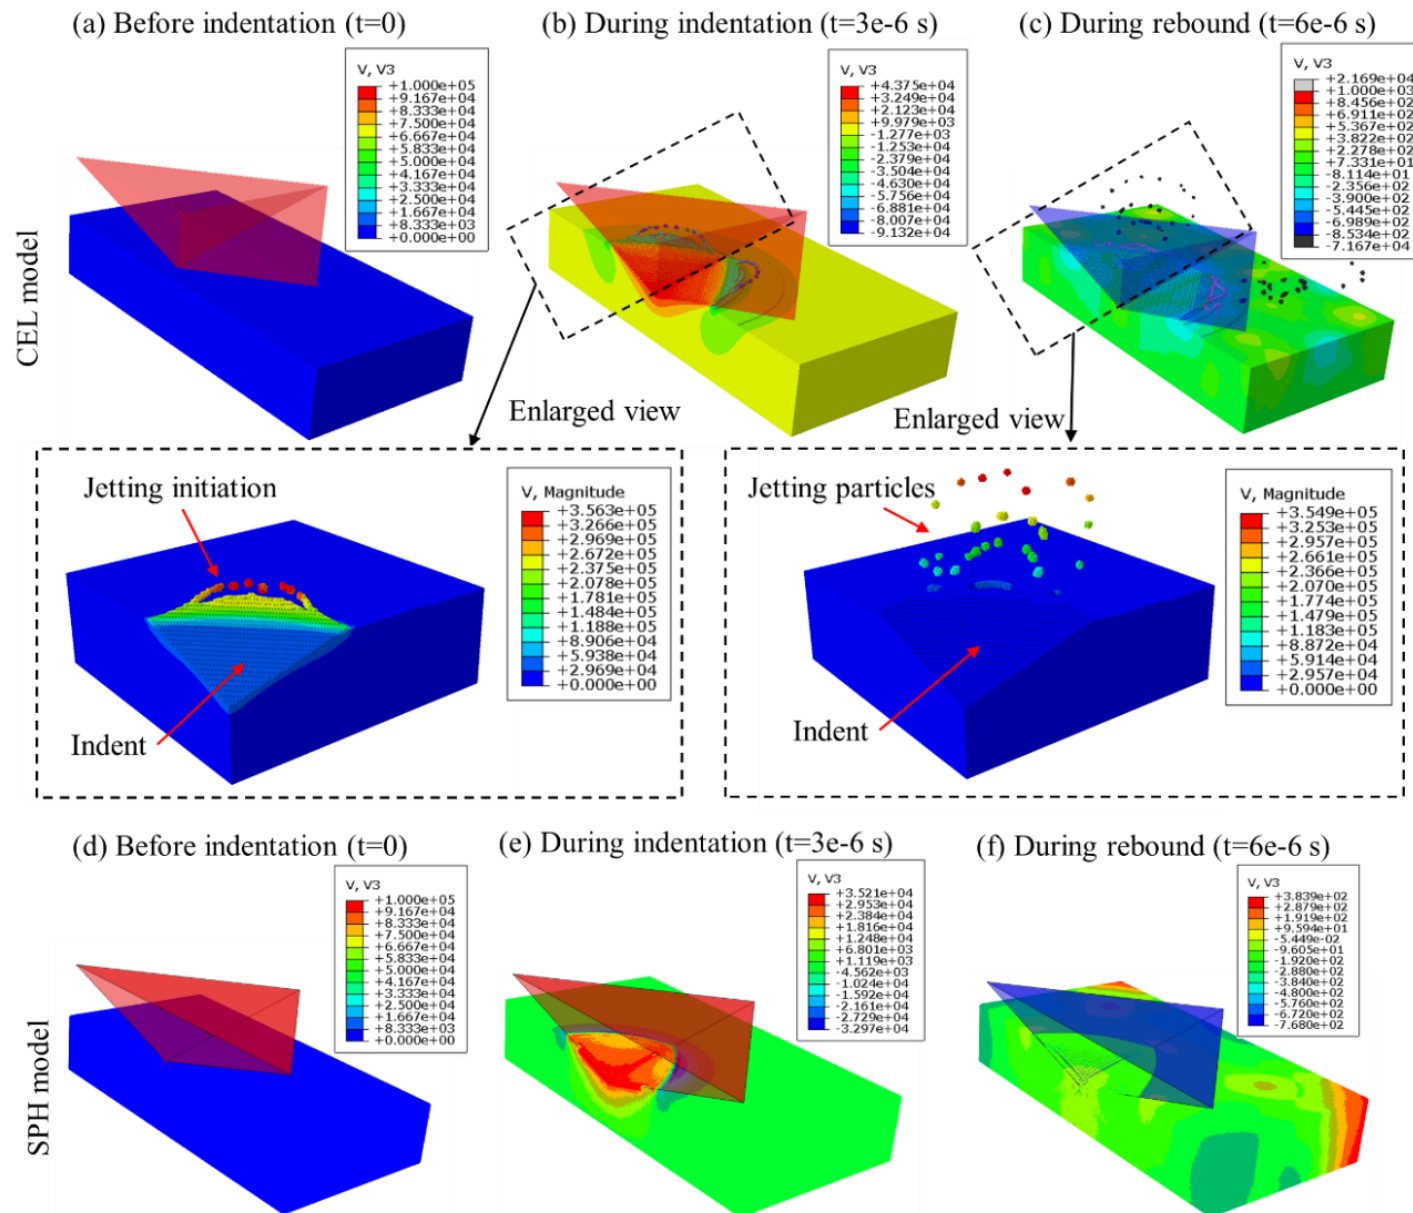 (a) Before indentation (t=0)
(b) During indentation (t=3e-6 s)
(c) During rebound (t=6e-6 s)
CEL model
V, V3
+1.000e+05
+9.167e+04
+8.333e+04
+7.500e+04
+6.667e+04
+5.833e+04
+5.000e+04
+4.167e+04
+3.333e+04
+2.500e+04
+1.667e+04
+8.333e+03
+0.000e+00
V, V3
+4.375e+04
+3.249e+04
+2.123e+04
+9.979e+03
-1.277e+03
-1.253e+04
-2.379e+04
-3.504e+04
-4.630e+04
-5.756e+04
-6.881e+04
-8.007e+04
-9.132e+04
V, V3
+2.169e+04
+1.000e+03
+8.456e+02
+6.911e+02
+5.367e+02
+3.822e+02
+2.278e+02
+7.331e+01
-8.114e+01
-2.356e+02
-3.900e+02
-5.445e+02
-6.989e+02
-8.534e+02
-7.167e+04
Enlarged view
Enlarged view
Jetting initiation
Indent
V, Magnitude
+3.563e+05
+3.266e+05
+2.969e+05
+2.672e+05
+2.375e+05
+2.078e+05
+1.781e+05
+1.484e+05
+1.188e+05
+8.906e+04
+5.938e+04
+2.969e+04
+0.000e+00
Jetting particles
Indent
V, Magnitude
+3.549e+05
+3.253e+05
+2.957e+05
+2.661e+05
+2.366e+05
+2.070e+05
+1.774e+05
+1.479e+05
+1.183e+05
+8.872e+04
+5.914e+04
+2.957e+04
+0.000e+00
(d) Before indentation (t=0)
(e) During indentation (t=3e-6 s)
(f) During rebound (t=6e-6 s)
SPH model
V, V3
+1.000e+05
+9.167e+04
+8.333e+04
+7.500e+04
+6.667e+04
+5.833e+04
+5.000e+04
+4.167e+04
+3.333e+04
+2.500e+04
+1.667e+04
+8.333e+03
+0.000e+00
V, V3
+3.521e+04
+2.953e+04
+2.384e+04
+1.816e+04
+1.248e+04
+6.801e+03
+1.119e+03
-4.562e+03
-1.024e+04
-1.592e+04
-2.161e+04
-2.729e+04
-3.297e+04
V, V3
+3.839e+02
+2.879e+02
+1.919e+02
+9.594e+01
-5.449e-02
-9.605e+01
-1.920e+02
-2.880e+02
-3.840e+02
-4.800e+02
-5.760e+02
-6.720e+02
-7.680e+02